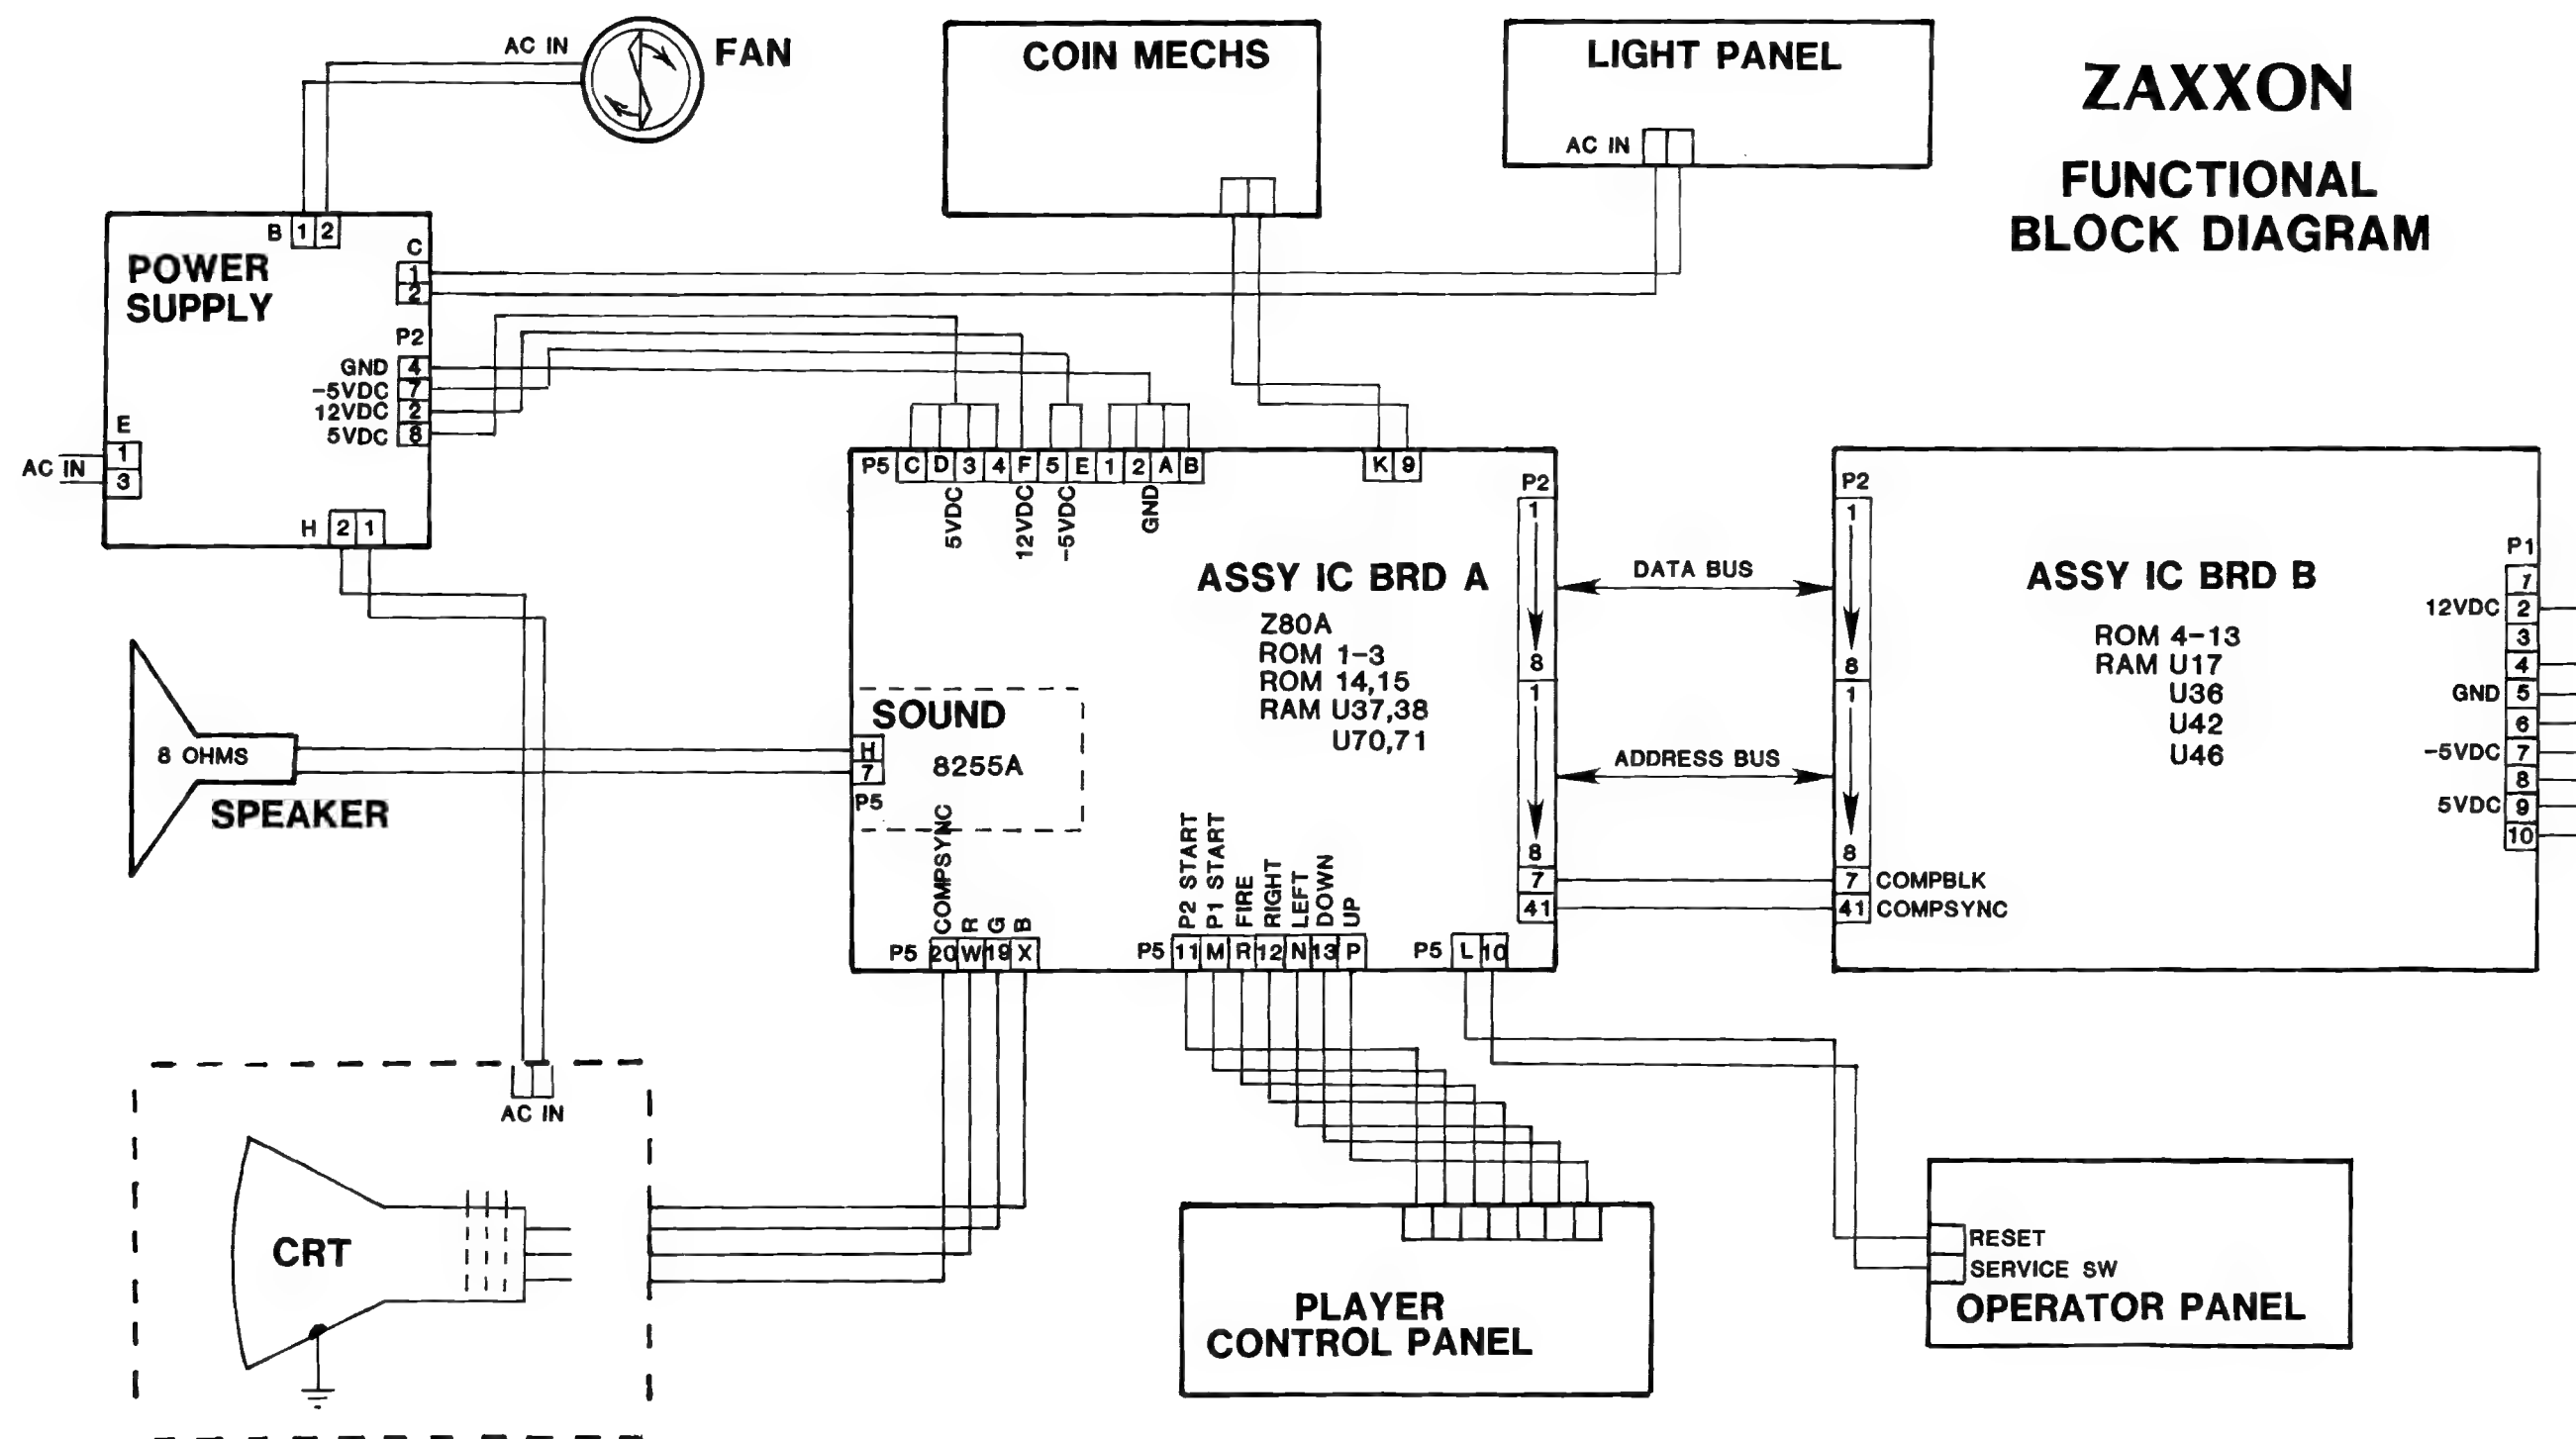 AC IN
FAN
COIN MECHS
LIGHT PANEL
AC IN
ZAXXON
FUNCTIONAL
BLOCK DIAGRAM
B 1 2
POWER
SUPPLY
C
1
2
P2
GND 4
-5VDC 7
12VDC 2
5VDC 8
E
1
3
AC IN
H 2 1
P5 C D 3 4 F 5 E 1 2 A B
5VDC
12VDC
-5VDC
GND
K 9
ASSY IC BRD A
Z80A
ROM 1-3
ROM 14,15
RAM U37,38
U70,71
P2
1
8
1
8
7
41
DATA BUS
ADDRESS BUS
P2
1
8
1
8
7 COMPBLK
41 COMPSYNC
ASSY IC BRD B
ROM 4-13
RAM U17
U36
U42
U46
P1
1
12VDC 2
3
4
GND 5
6
-5VDC 7
8
5VDC 9
10
8 OHMS
SPEAKER
SOUND
8255A
H
7
P5
COMPSYNC
R
G
B
P5 20 W 19 X
P2 START
P1 START
FIRE
RIGHT
LEFT
DOWN
UP
P5 11 M R 12 N 13 P
P5 L 10
AC IN
CRT
PLAYER
CONTROL PANEL
RESET
SERVICE SW
OPERATOR PANEL